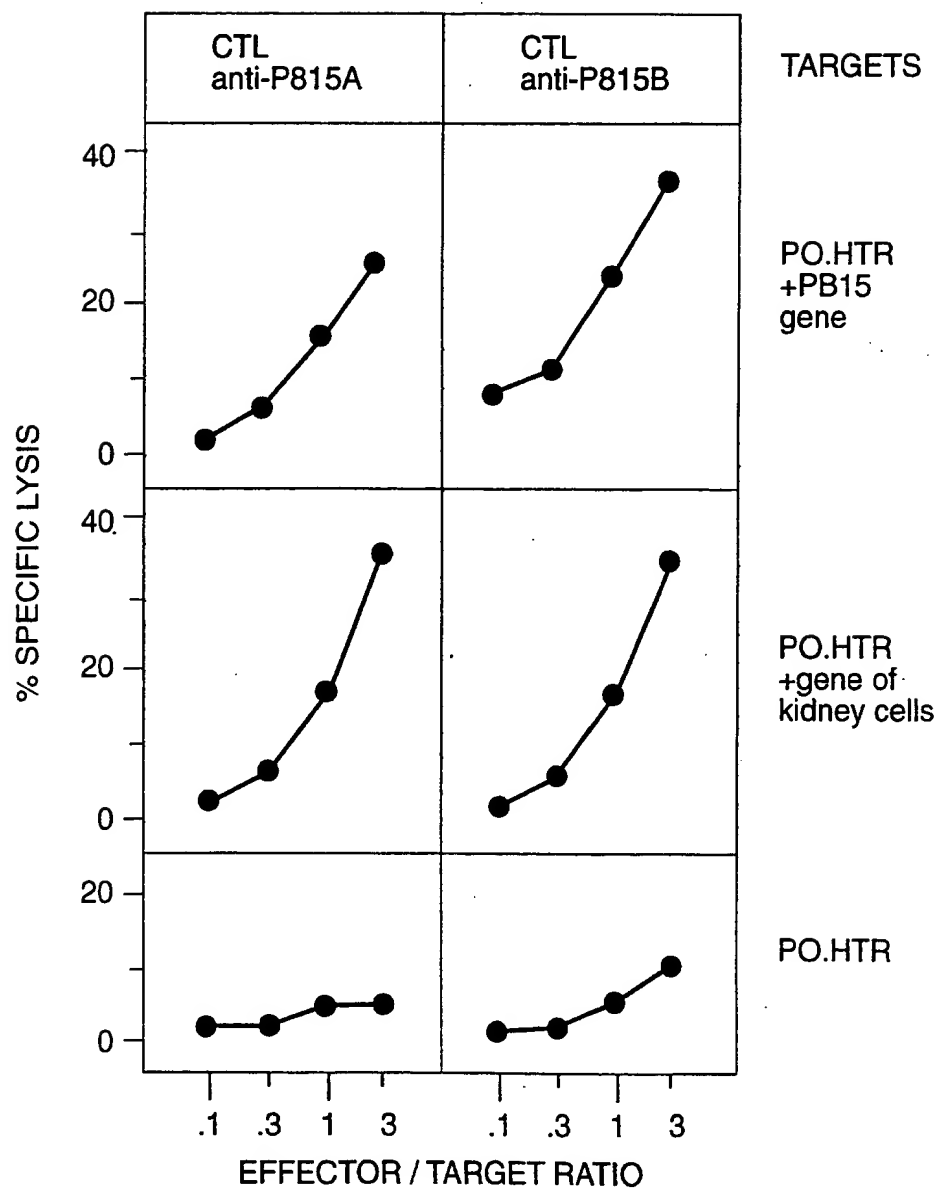 CTL
anti-P815A
CTL
anti-P815B
TARGETS
% SPECIFIC LYSIS
40
20
0
PO.HTR
+PB15
gene
40
20
0
PO.HTR
+gene of
kidney cells
20
0
PO.HTR
.1 .3 1 3 .1 .3 1 3
EFFECTOR / TARGET RATIO